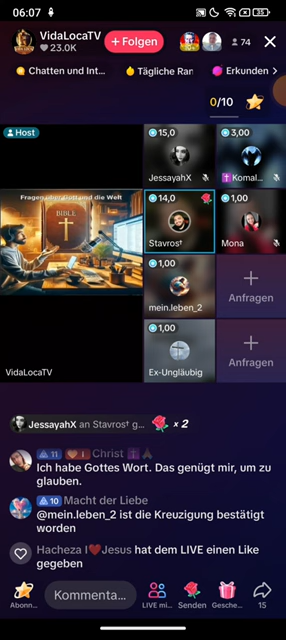 06:07
35
VidaLocaTV
23.0K
+ Folgen
74
Chatten und Int...
Tägliche Ran
Erkunden
0/10
Host
15,0
JessayahX
3,00
Komal...
Fragen über Gott und die Welt
BIBLE
14,0
Stavros†
1,00
Mona
1,00
mein.leben_2
Anfragen
1,00
Ex-Ungläubig
Anfragen
VidaLocaTV
JessayahX an Stavros† g... x 2
11 1 Christ
Ich habe Gottes Wort. Das genügt mir, um zu
glauben.
10 Macht der Liebe
@mein.leben_2 ist die Kreuzigung bestätigt
worden
Hacheza I❤️Jesus hat dem LIVE einen Like
gegeben
Abonn...
Kommenta...
LIVE mi...
Senden
Gesche...
15